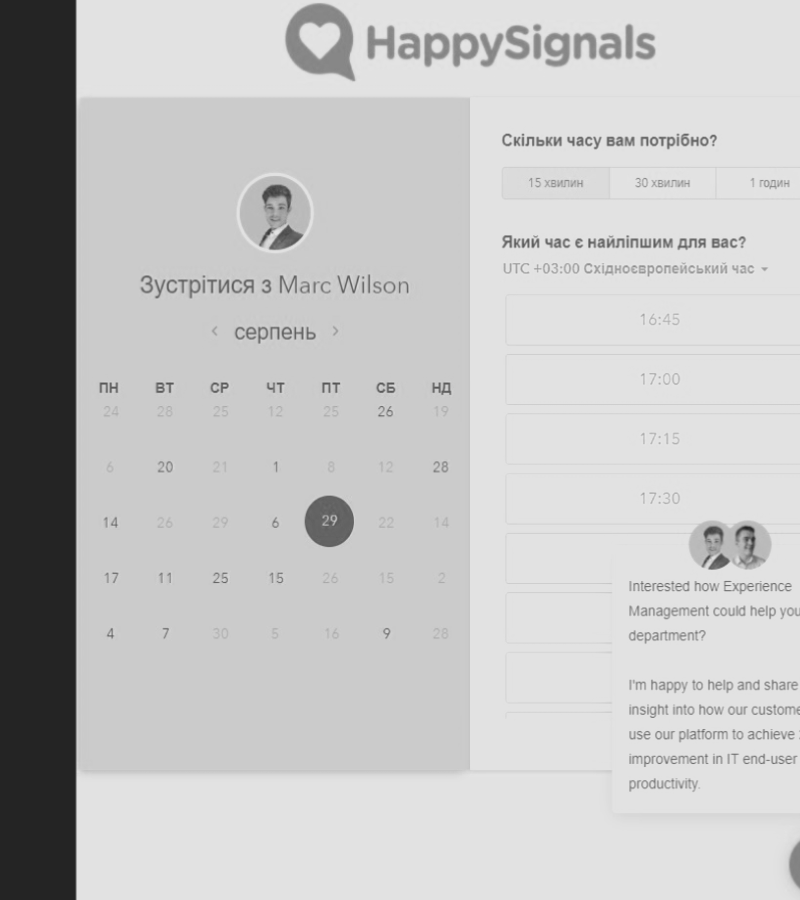 HappySignals
Зустрітися з Marc Wilson
‹ серпень ›
ПН ВТ СР ЧТ ПТ СБ НД
24 28 25 12 25 26 19
6 20 21 1 8 12 28
14 26 29 6 29 22 14
17 11 25 15 26 15 2
4 7 30 5 16 9 28
Скільки часу вам потрібно?
15 хвилин 30 хвилин 1 годин
Який час є найліпшим для вас?
UTC +03:00 Східноєвропейський час
16:45
17:00
17:15
17:30
Interested how Experience
Management could help you
department?
I'm happy to help and share
insight into how our custome
use our platform to achieve
improvement in IT end-user
productivity.